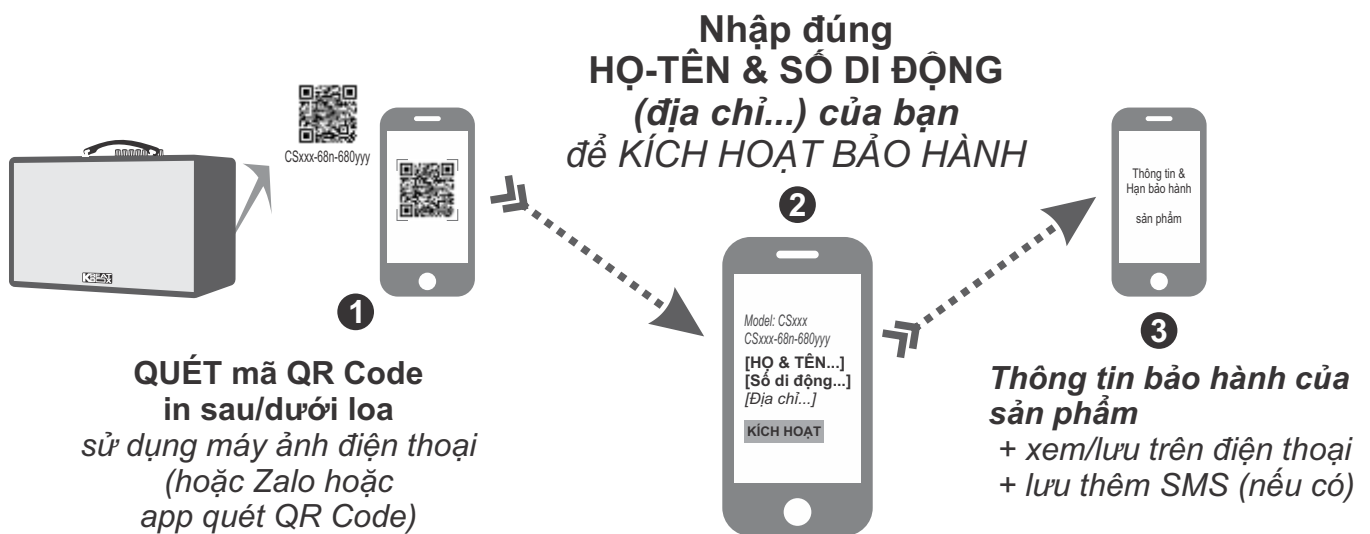 CSxxx-68n-680yyy
1
QUÉT mã QR Code
in sau/dưới loa
sử dụng máy ảnh điện thoại
(hoặc Zalo hoặc
app quét QR Code)
Nhập đúng
HỌ-TÊN & SỐ DI ĐỘNG
(địa chỉ...) của bạn
để KÍCH HOẠT BẢO HÀNH
2
Model: CSxxx
CSxxx-68n-680yyy
[HỌ & TÊN...]
[Số di động...]
[Địa chỉ...]
KÍCH HOẠT
Thông tin &
Hạn bảo hành
sản phẩm
3
Thông tin bảo hành của
sản phẩm
+ xem/lưu trên điện thoại
+ lưu thêm SMS (nếu có)